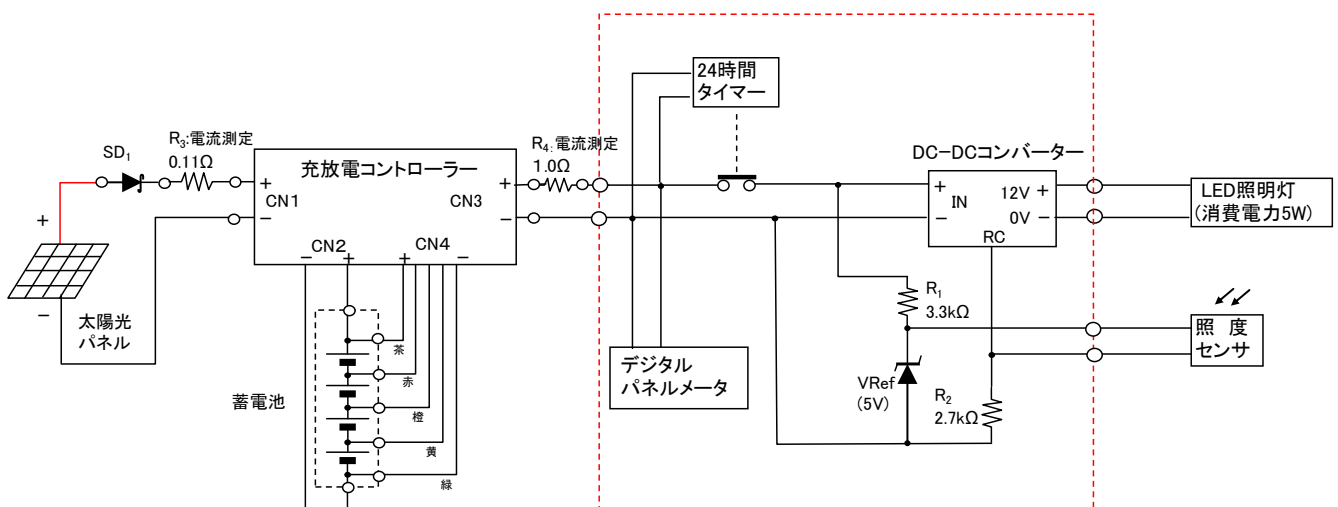 24時間
タイマー
SD1
R3:電流測定
0.11Ω
充放電コントローラー
R4:電流測定
1.0Ω
DC-DCコンバーター
+
CN1
−
+
CN3
−
CN2
CN4
−
+
+
−
+
IN
−
12V +
0V −
RC
LED照明灯
(消費電力5W)
+
−
太陽光
パネル
蓄電池
茶
赤
橙
黄
緑
デジタル
パネルメータ
R1
3.3kΩ
VRef
(5V)
R2
2.7kΩ
照 度
センサ